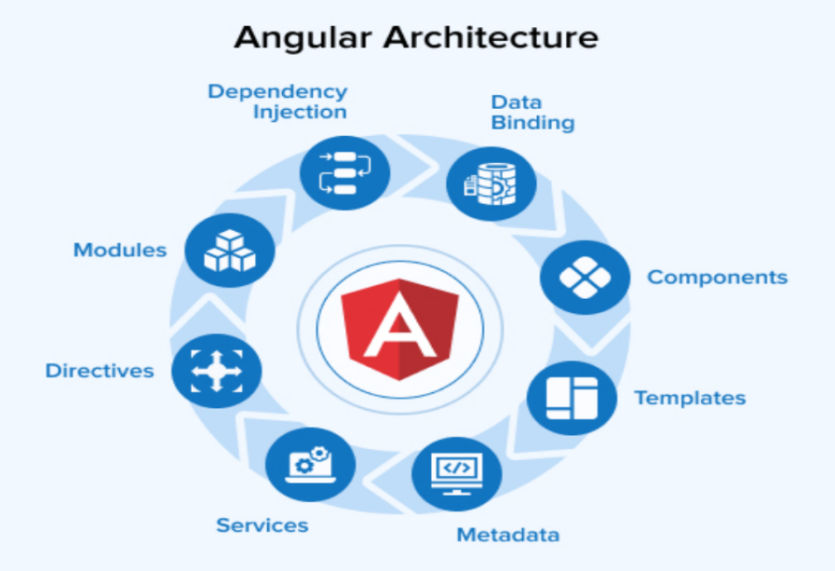 Angular Architecture
Dependency
Injection
Data
Binding
Modules
Components
Directives
Templates
Services
Metadata
A
</>